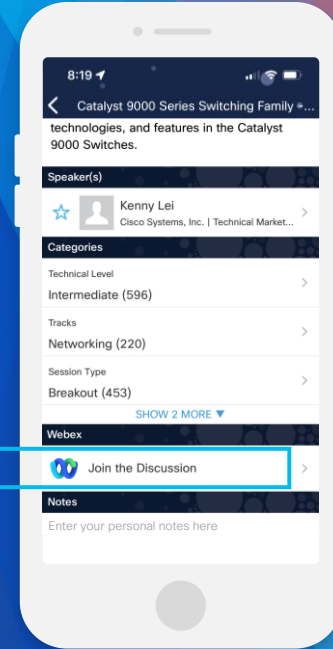 8:19
Catalyst 9000 Series Switching Family -...
technologies, and features in the Catalyst
9000 Switches.
Speaker(s)
Kenny Lei
Cisco Systems, Inc. | Technical Market...
Categories
Technical Level
Intermediate (596)
Tracks
Networking (220)
Session Type
Breakout (453)
SHOW 2 MORE ▼
Webex
Join the Discussion
Notes
Enter your personal notes here